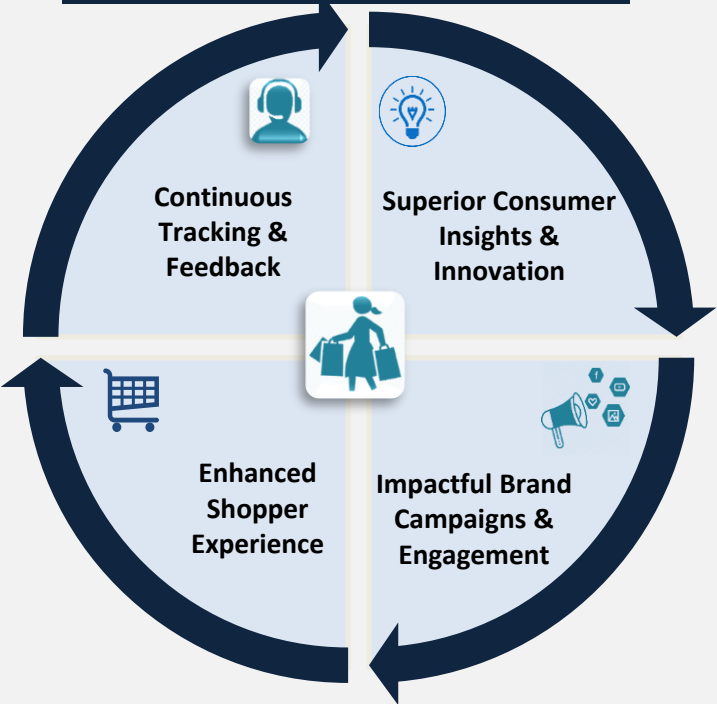 Continuous
Tracking &
Feedback
Superior Consumer
Insights &
Innovation
Enhanced
Shopper
Experience
Impactful Brand
Campaigns &
Engagement